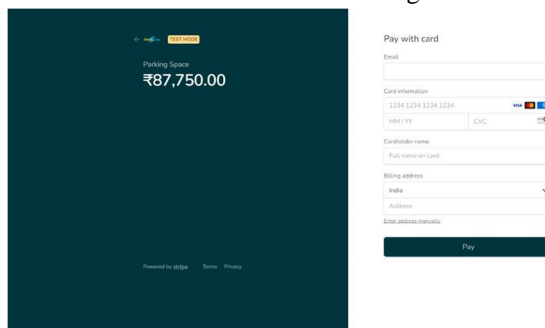 TEST MODE
Parking Space
₹87,750.00
Powered by stripe
Terms Privacy
Pay with card
Email
Card information
1234 1234 1234 1234 VISA
MM / YY CVC
Cardholder name
Full name on card
Billing address
India
Address
Enter address manually
Pay